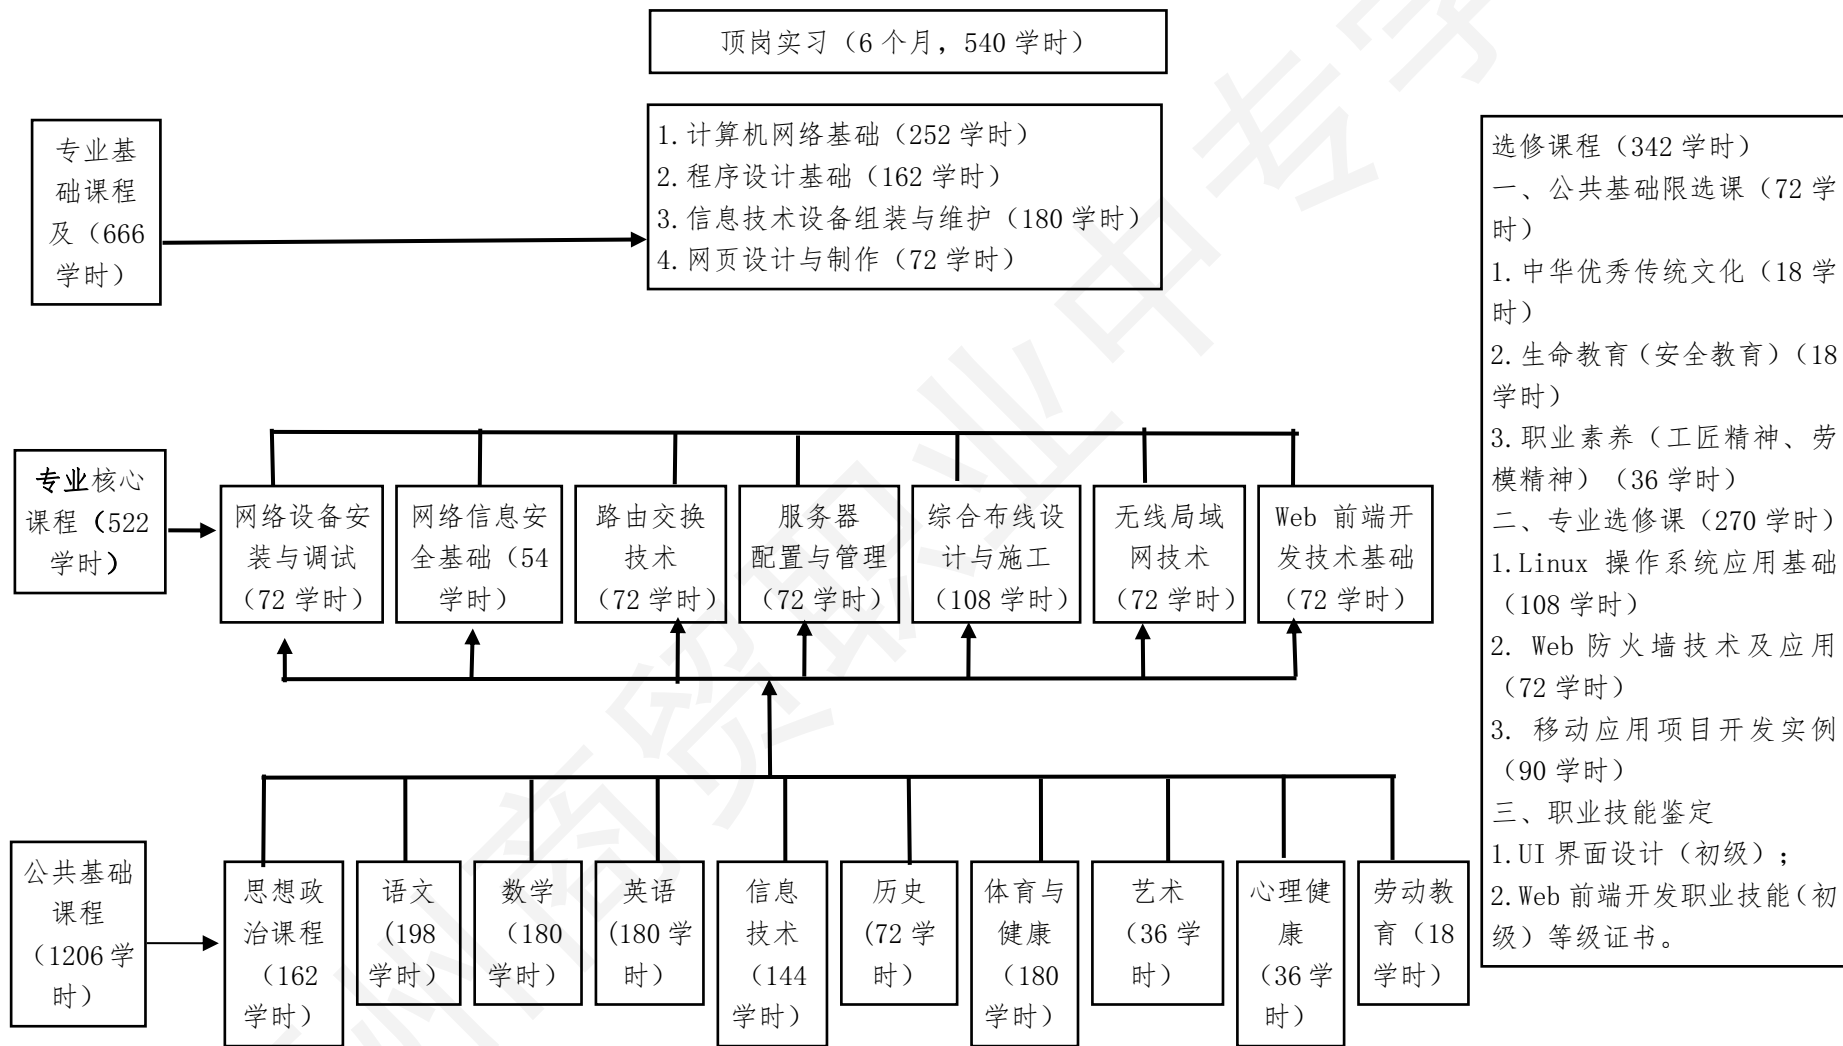 顶岗实习（6 个月，540 学时）
专业基
础课程
及（666
学时）
1.计算机网络基础（252 学时）
2.程序设计基础（162 学时）
3.信息技术设备组装与维护（180 学时）
4.网页设计与制作（72 学时）
专业核心
课程（522
学时）
网络设备安
装与调试
（72 学时）
网络信息安
全基础（54
学时）
路由交换
技术
（72 学时）
服务器
配置与管理
（72 学时）
综合布线设
计与施工
（108 学时）
无线局域
网技术
（72 学时）
Web 前端开
发技术基础
（72 学时）
公共基础
课程
（1206 学
时）
思想政
治课程
（162
学时）
语文
(198
学时）
数学
（180
学时）
英语
(180 学
时）
信息
技术
（144
学时）
历史
(72 学
时）
体育与
健康
（180
学时）
艺术
（36 学
时）
心理健
康
（36 学
时）
劳动教
育（18
学时）
选修课程（342 学时）
一、公共基础限选课（72 学
时）
1.中华优秀传统文化（18 学
时）
2.生命教育（安全教育）（18
学时）
3.职业素养（工匠精神、劳
模精神）（36 学时）
二、专业选修课（270 学时）
1.Linux 操作系统应用基础
（108 学时）
2. Web 防火墙技术及应用
（72 学时）
3. 移动应用项目开发实例
（90 学时）
三、职业技能鉴定
1.UI 界面设计（初级）；
2.Web 前端开发职业技能（初
级）等级证书。
州商贸职业中专学